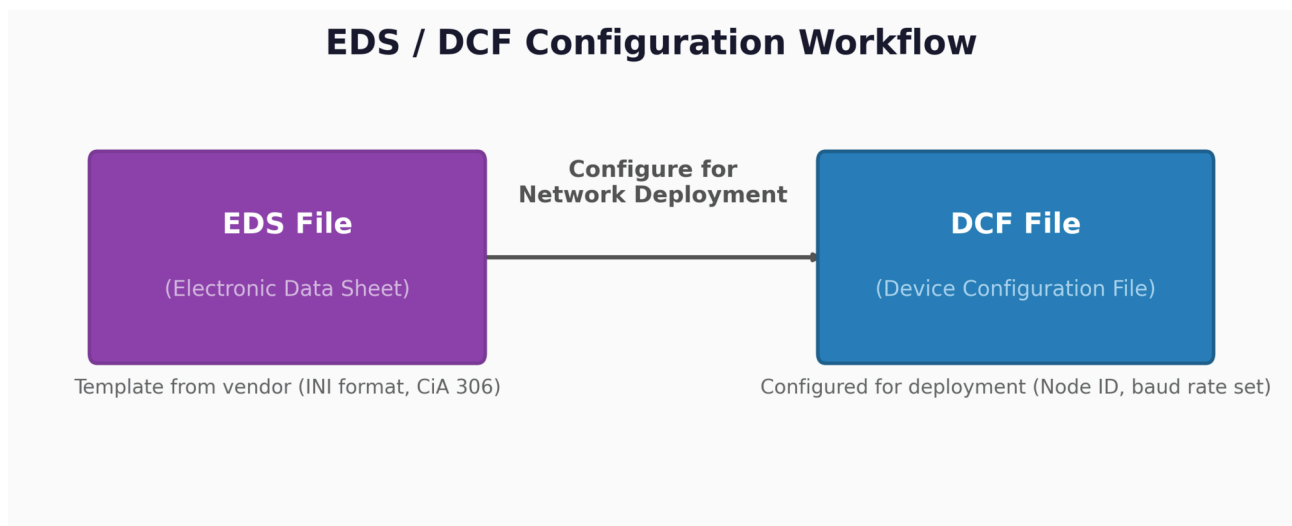 EDS / DCF Configuration Workflow
Configure for
Network Deployment
EDS File
(Electronic Data Sheet)
Template from vendor (INI format, CiA 306)
DCF File
(Device Configuration File)
Configured for deployment (Node ID, baud rate set)